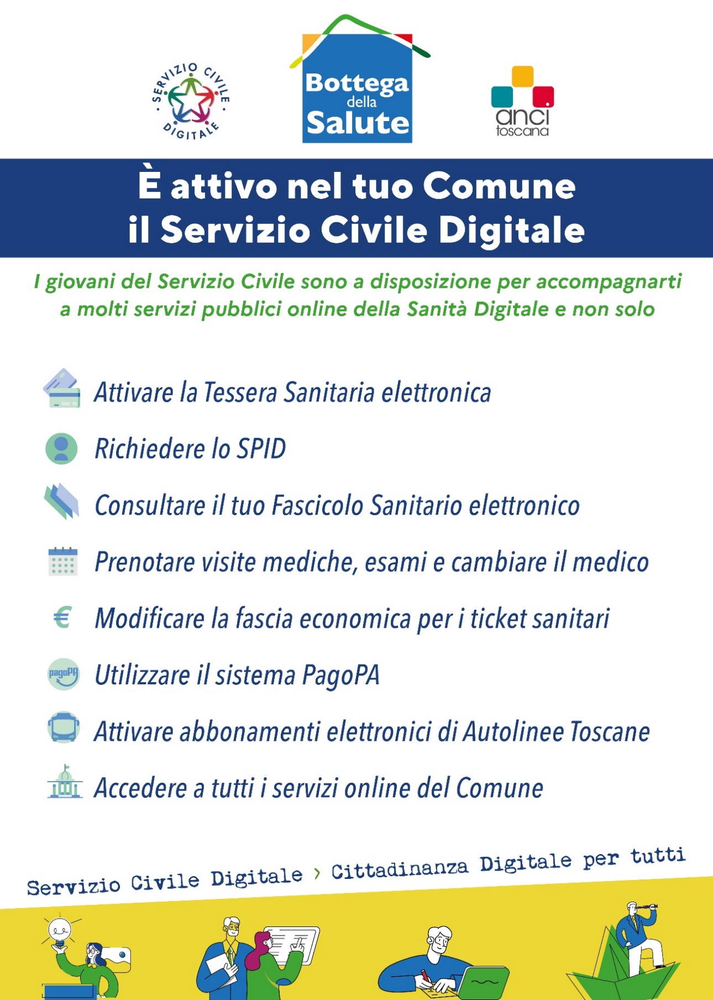 SERVIZIO CIVILE DIGITALE
Bottega
della
Salute
anci
toscana
È attivo nel tuo Comune
il Servizio Civile Digitale
I giovani del Servizio Civile sono a disposizione per accompagnarti
a molti servizi pubblici online della Sanità Digitale e non solo
Attivare la Tessera Sanitaria elettronica
Richiedere lo SPID
Consultare il tuo Fascicolo Sanitario elettronico
Prenotare visite mediche, esami e cambiare il medico
€ Modificare la fascia economica per i ticket sanitari
pagoPA Utilizzare il sistema PagoPA
Attivare abbonamenti elettronici di Autolinee Toscane
Accedere a tutti i servizi online del Comune
Servizio Civile Digitale > Cittadinanza Digitale per tutti